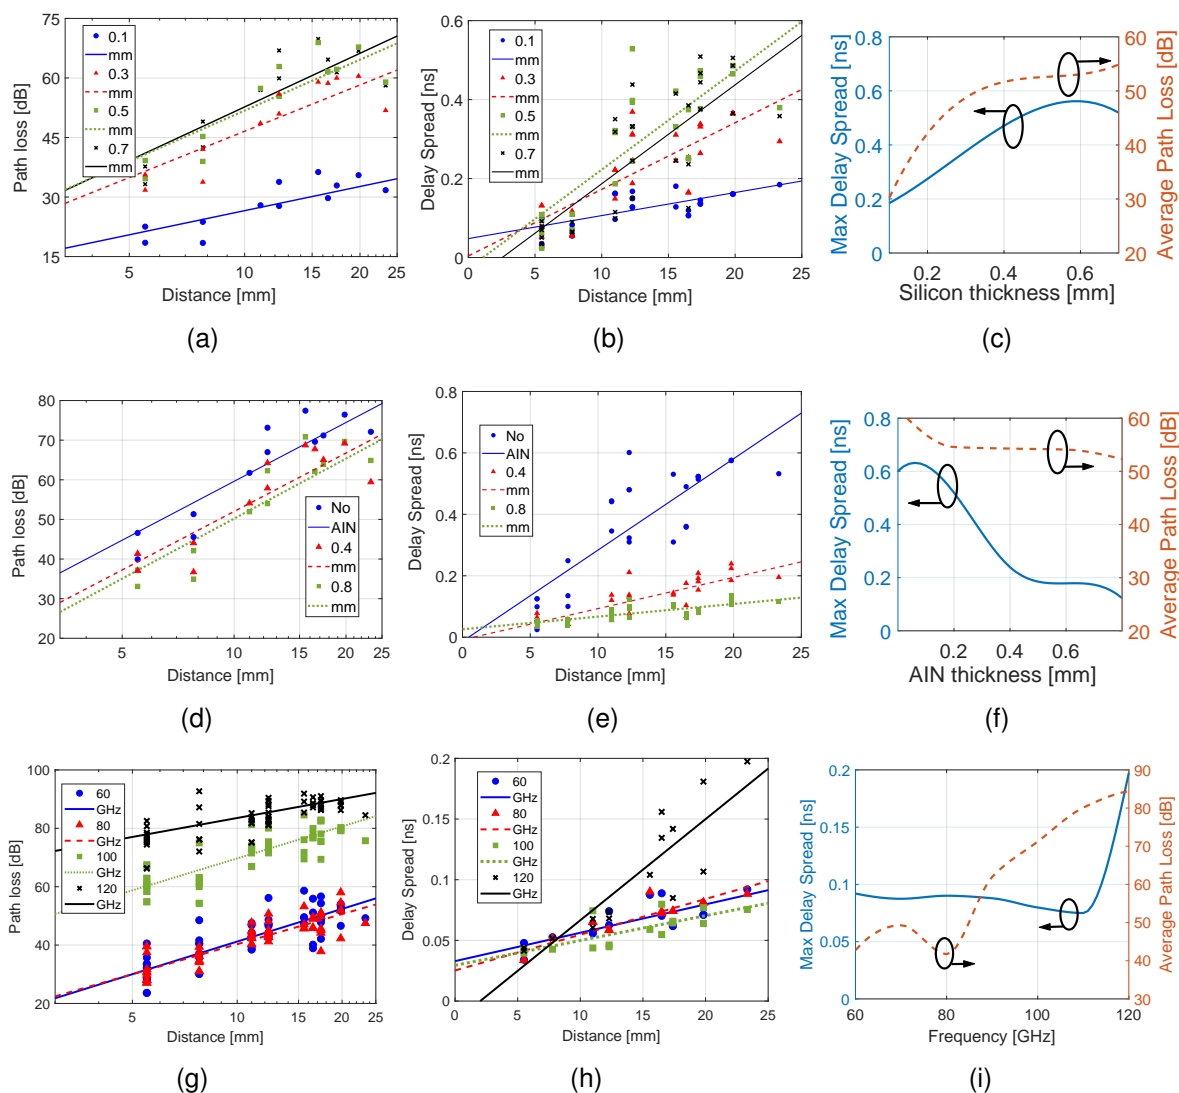 75
60
45
30
15
5
10
15
20
25
Path loss [dB]
Distance [mm]
0.1
mm
0.3
mm
0.5
mm
0.7
mm
(a)
0.6
0.4
0.2
0
0
5
10
15
20
25
Delay Spread [ns]
Distance [mm]
0.1
mm
0.3
mm
0.5
mm
0.7
mm
(b)
0.8
0.6
0.4
0.2
0
Max Delay Spread [ns]
0.2
0.4
0.6
Silicon thickness [mm]
60
50
40
30
20
Average Path Loss [dB]
(c)
80
70
60
50
40
30
20
5
10
15
20
25
Path loss [dB]
Distance [mm]
No
AIN
0.4
mm
0.8
mm
(d)
0.8
0.6
0.4
0.2
0
0
5
10
15
20
25
Delay Spread [ns]
Distance [mm]
No
AIN
0.4
mm
0.8
mm
(e)
0.8
0.6
0.4
0.2
0
Max Delay Spread [ns]
0.2
0.4
0.6
AIN thickness [mm]
60
50
40
30
20
Average Path Loss [dB]
(f)
100
80
60
40
20
5
10
15
20
25
Path loss [dB]
Distance [mm]
60
GHz
80
GHz
100
GHz
120
GHz
(g)
0.2
0.15
0.1
0.05
0
0
5
10
15
20
25
Delay Spread [ns]
Distance [mm]
60
GHz
80
GHz
100
GHz
120
GHz
(h)
0.2
0.15
0.1
0.05
0
Max Delay Spread [ns]
60
80
100
120
Frequency [GHz]
90
80
70
60
50
40
30
Average Path Loss [dB]
(i)